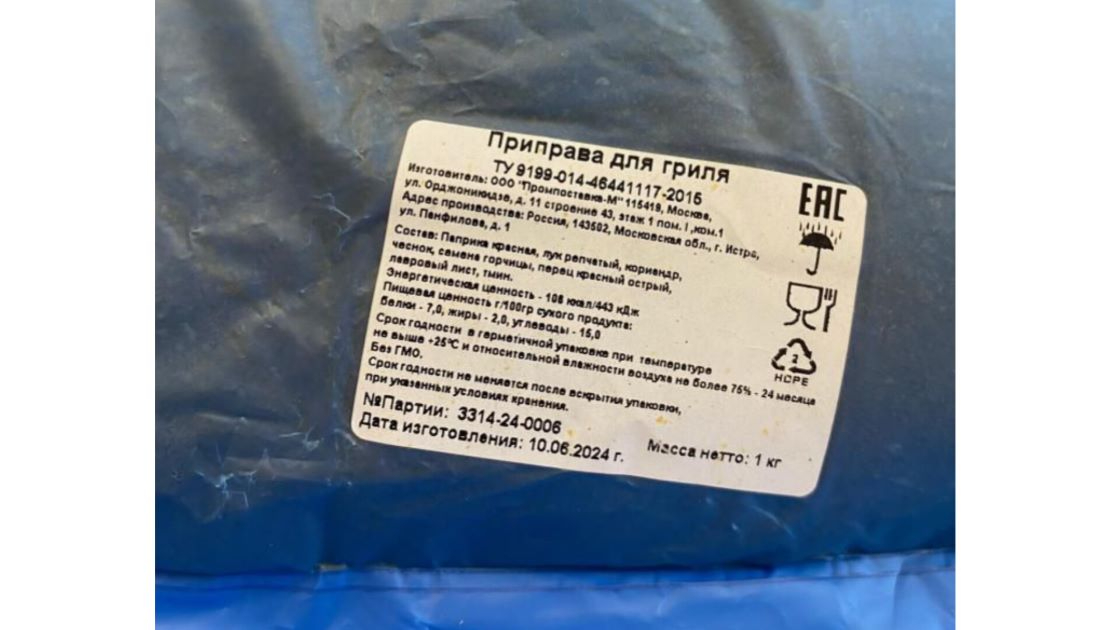 Приправа для гриля
ТУ 9199-014-46441117-2015
Изготовитель: ООО "Промпоставка-М" 115419, Москва,
ул. Орджоникидзе, д. 11 строение 43, этаж 1 пом. I ,ком.1
Адрес производства: Россия, 143502, Московская обл., г. Истра,
ул. Панфилова, д. 1
Состав: Паприка красная, лук репчатый, кориандр,
чеснок, семена горчицы, перец красный острый,
лавровый лист, тмин.
Энергетическая ценность - 106 ккал/443 кДж
Пищевая ценность г/100гр сухого продукта:
белки - 7,0, жиры - 2,0, углеводы - 15,0
Срок годности в герметичной упаковке при температуре
не выше +25°С и относительной влажности воздуха не более 75% - 24 месяца
Без ГМО.
Срок годности не меняется после вскрытия упаковки,
при указанных условиях хранения.
№Партии: 3314-24-0006
Дата изготовления: 10.06.2024 г.
Масса нетто: 1 кг
ЕАС
2
HDPE